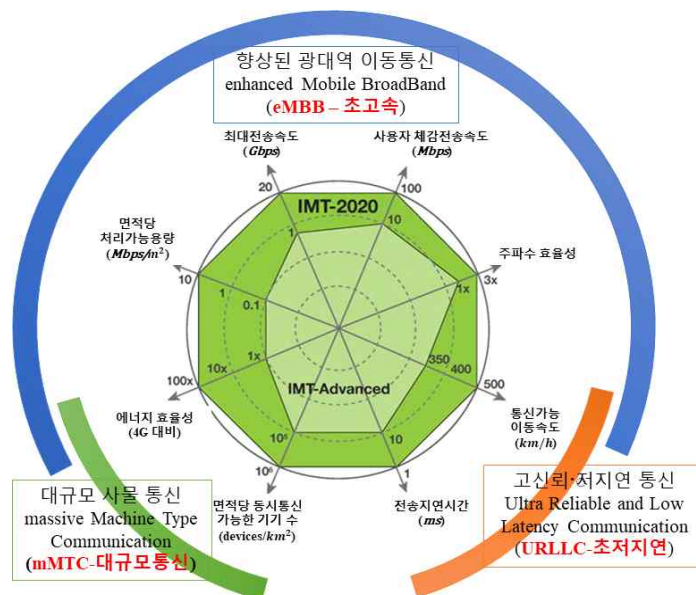 향상된 광대역 이동통신
enhanced Mobile BroadBand
(eMBB – 초고속)
최대전송속도
(Gbps)
사용자 체감전송속도
(Mbps)
20
100
IMT-2020
1
10
면적당
처리가능용량
(Mbps/m²)
주파수 효율성
10
1
0.1
1x
3x
100x
10x
1x
350
400
500
IMT-Advanced
에너지 효율성
(4G 대비)
통신가능
이동속도
(km/h)
10⁵
10
10⁶
1
면적당 동시통신
가능한 기기 수
(devices/km²)
전송지연시간
(ms)
대규모 사물 통신
massive Machine Type
Communication
(mMTC-대규모통신)
고신뢰·저지연 통신
Ultra Reliable and Low
Latency Communication
(URLLC-초저지연)